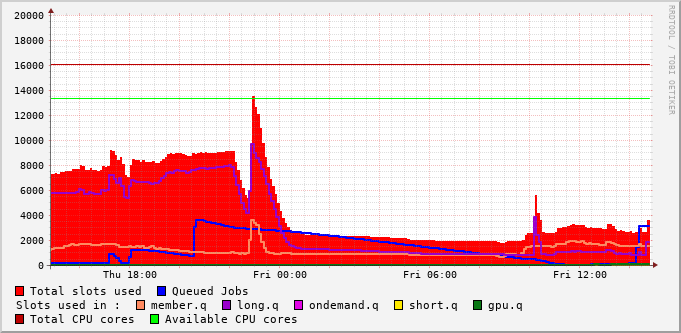 20000
18000
16000
14000
12000
10000
8000
6000
4000
2000
0
Thu 18:00 Fri 00:00 Fri 06:00 Fri 12:00
Total slots used Queued Jobs
Slots used in : member.q long.q ondemand.q short.q gpu.q
Total CPU cores Available CPU cores
RRDTOOL / TOBI OETIKER